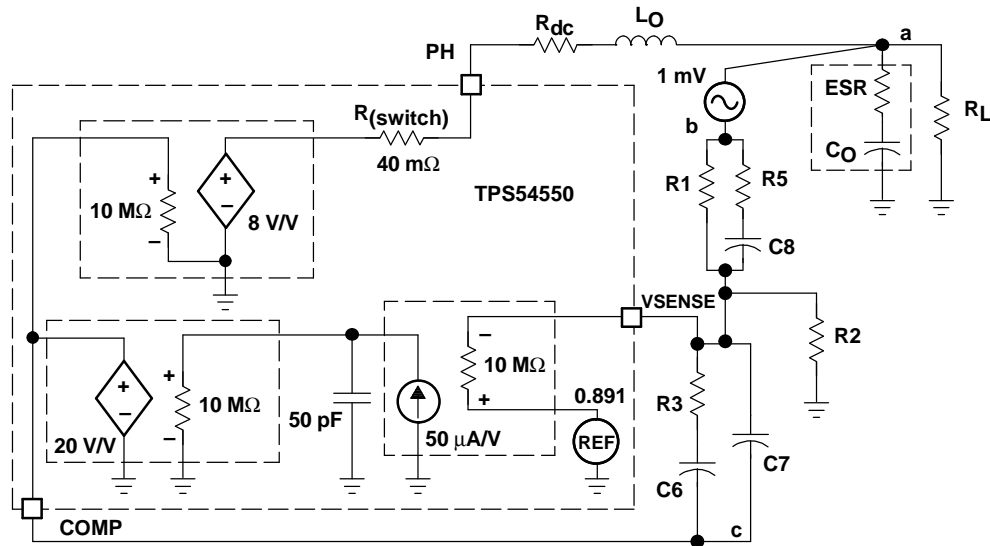 Rdc
LO
a
PH
1 mV
ESR
RL
R(switch)
b
CO
40 mΩ
R1
R5
TPS54550
10 MΩ
+
−
+
−
8 V/V
C8
VSENSE
R2
+
−
20 V/V
+
−
10 MΩ
50 pF
50 μA/V
−
10 MΩ
+
0.891
REF
R3
C7
C6
COMP
c